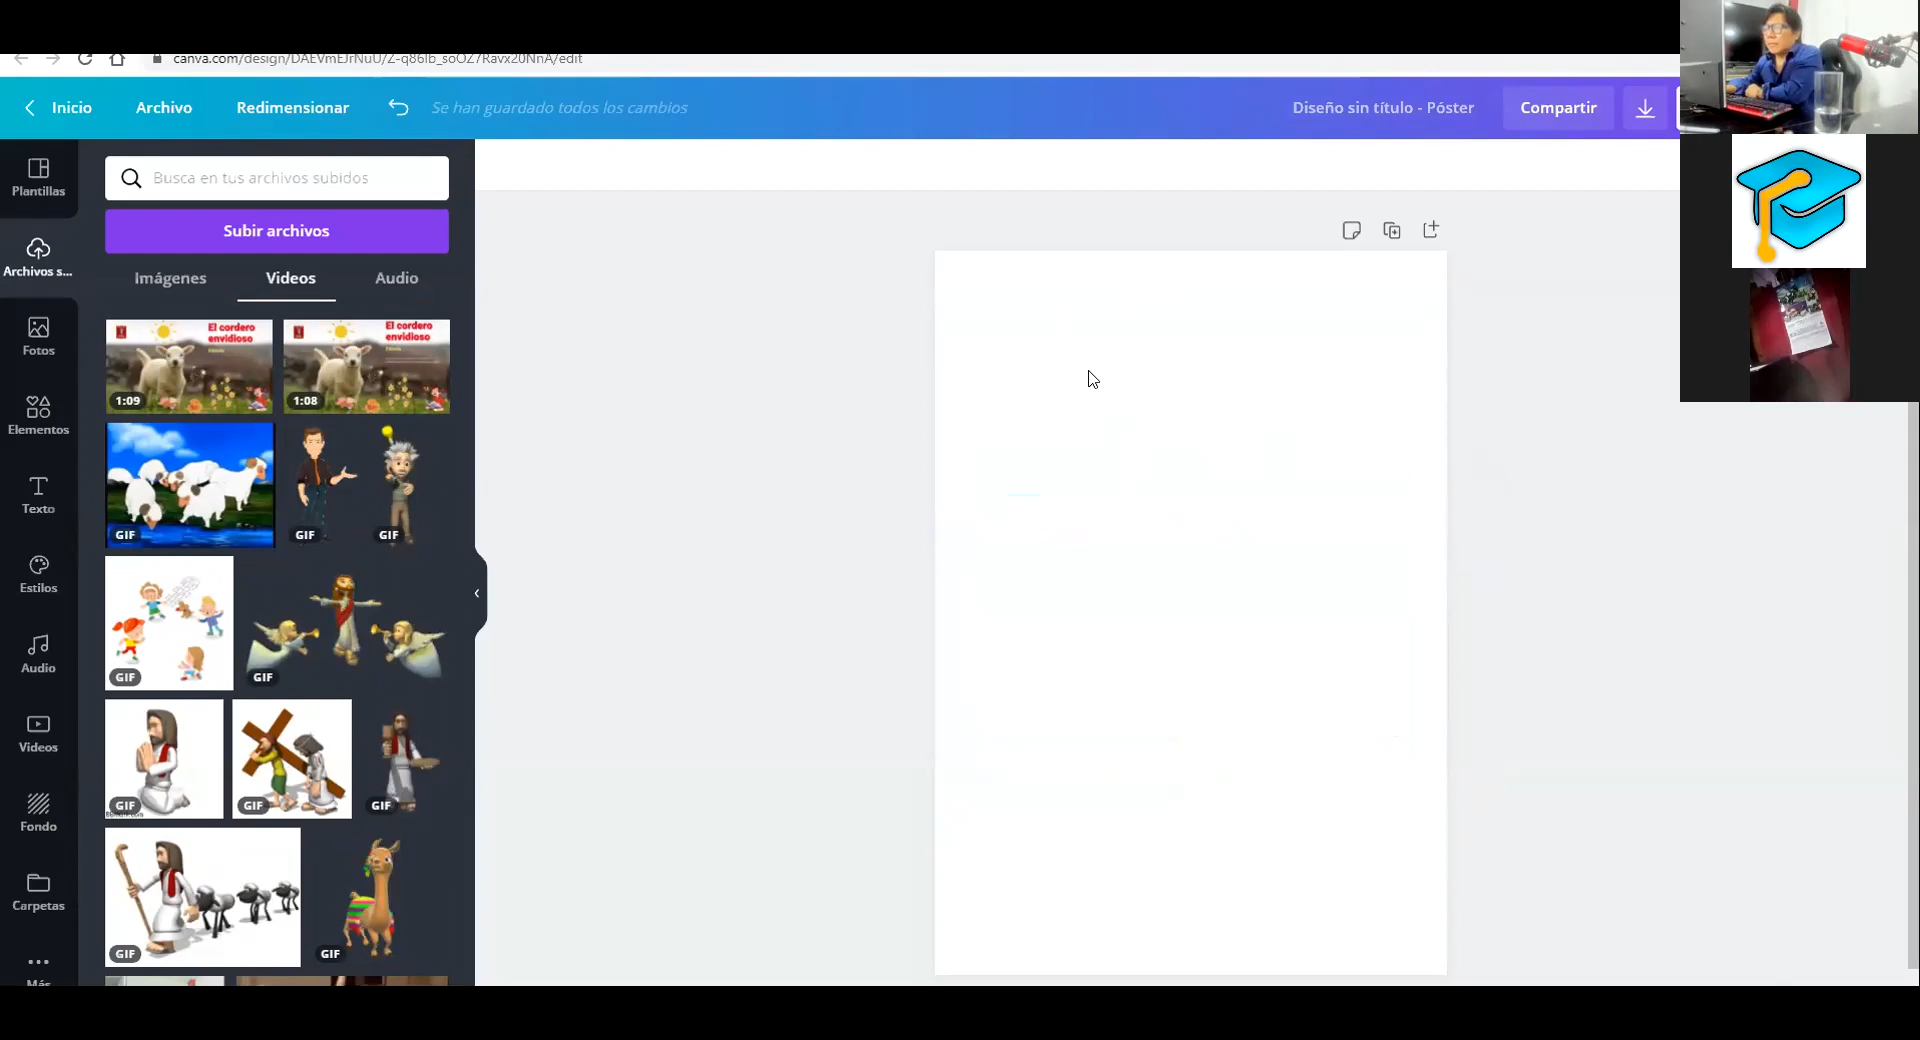 canva.com/design/DAEVmEJrNuU/Z-q86lb_soOZ7Ravx20NnA/edit
Inicio
Archivo
Redimensionar
Se han guardado todos los cambios
Diseño sin título - Póster
Compartir
Plantillas
Archivos s...
Fotos
Elementos
Texto
Estilos
Audio
Videos
Fondo
Carpetas
Más
Busca en tus archivos subidos
Subir archivos
Imágenes
Videos
Audio
El cordero
envidioso
1:09
El cordero
envidioso
1:08
GIF
GIF
GIF
GIF
GIF
GIF
GIF
GIF
GIF
GIF